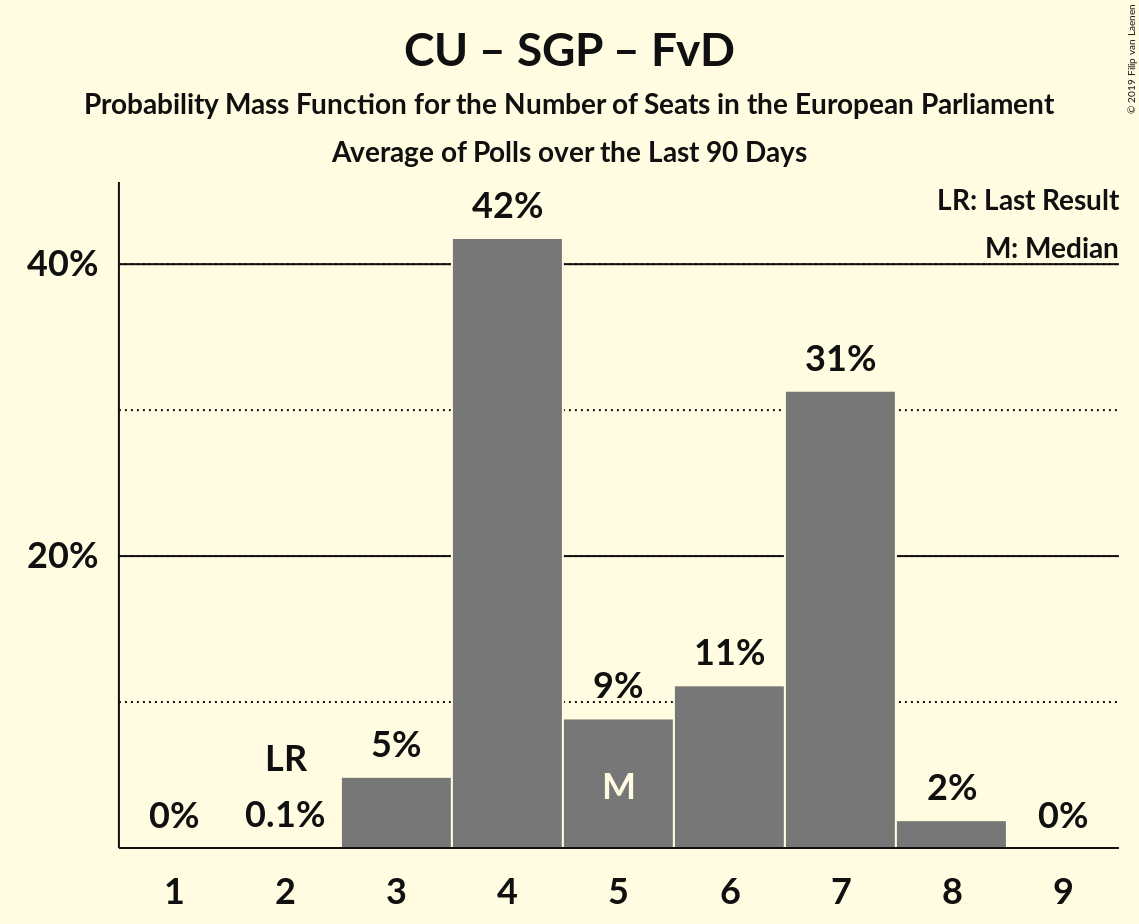 CU – SGP – FvD
Probability Mass Function for the Number of Seats in the European Parliament
Average of Polls over the Last 90 Days
© 2019 Filip van Laenen
LR: Last Result
M: Median
40%
20%
0%
LR
0.1%
5%
42%
9%
M
11%
31%
2%
0%
1 2 3 4 5 6 7 8 9